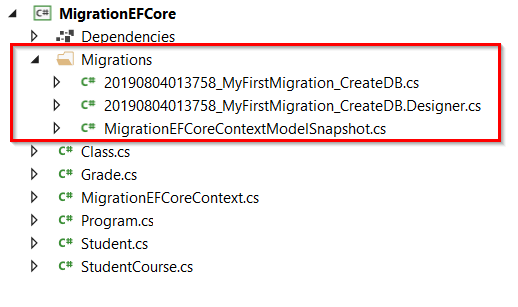 C# MigrationEFCore
Dependencies
Migrations
C# 20190804013758_MyFirstMigration_CreateDB.cs
C# 20190804013758_MyFirstMigration_CreateDB.Designer.cs
C# MigrationEFCoreContextModelSnapshot.cs
C# Class.cs
C# Grade.cs
C# MigrationEFCoreContext.cs
C# Program.cs
C# Student.cs
C# StudentCourse.cs